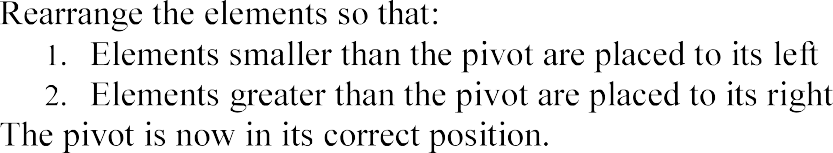 Rearrange the elements so that:
1. Elements smaller than the pivot are placed to its left
2. Elements greater than the pivot are placed to its right
The pivot is now in its correct position.